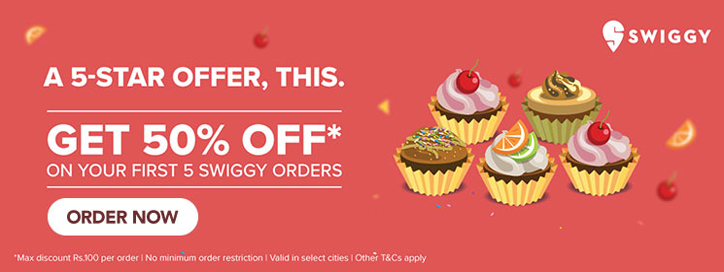 SWIGGY
A 5-STAR OFFER, THIS.
GET 50% OFF*
ON YOUR FIRST 5 SWIGGY ORDERS
ORDER NOW
*Max discount Rs.100 per order | No minimum order restriction | Valid in select cities | Other T&Cs apply